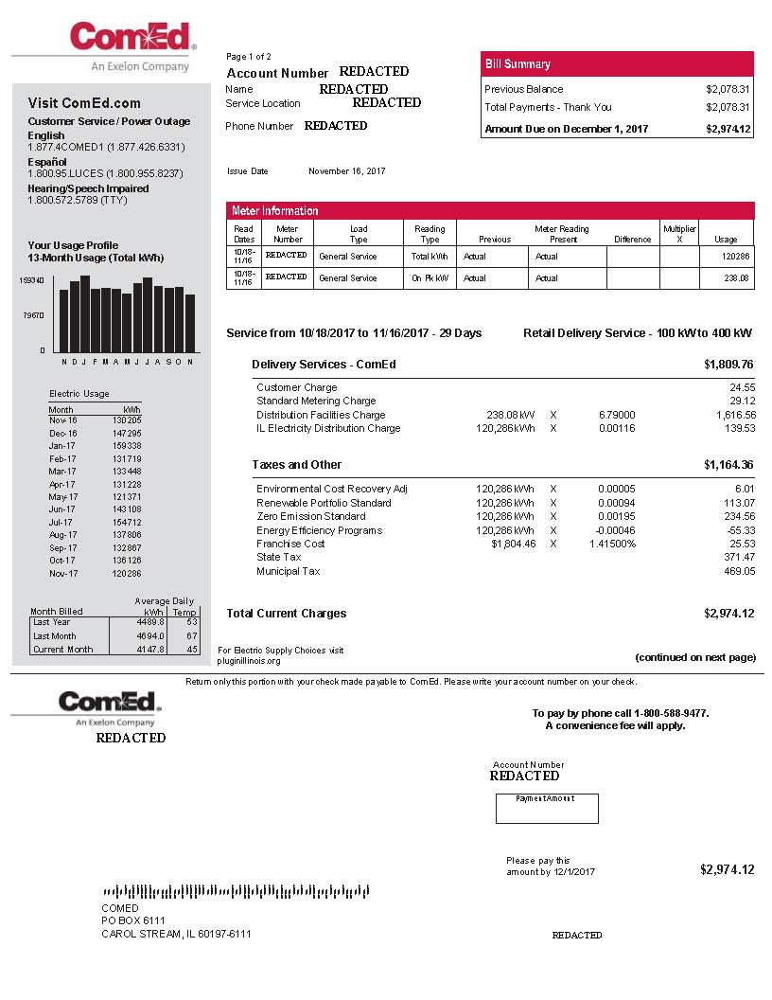 ComEd®
An Exelon Company
Page 1 of 2
Account Number REDACTED
Name REDACTED
Service Location REDACTED
Phone Number REDACTED
Issue Date November 16, 2017
Bill Summary
Previous Balance $2,078.31
Total Payments - Thank You $2,078.31
Amount Due on December 1, 2017 $2,974.12
Visit ComEd.com
Customer Service / Power Outage
English
1.877.4COMED1 (1.877.426.6331)
Español
1.800.95.LUCES (1.800.955.8237)
Hearing/Speech Impaired
1.800.572.5789 (TTY)
Your Usage Profile
13-Month Usage (Total kWh)
159340
79670
0
N D J F M A M J J A S O N
Electric Usage
Month kWh
Nov-16 130205
Dec-16 147295
Jan-17 159338
Feb-17 131719
Mar-17 133448
Apr-17 131228
May-17 121371
Jun-17 143108
Jul-17 154712
Aug-17 137806
Sep-17 132867
Oct-17 136126
Nov-17 120286
Average Daily
Month Billed kWh Temp
Last Year 4489.8 53
Last Month 4694.0 67
Current Month 4147.8 45
Meter Information
Read Dates Meter Number Load Type Reading Type Previous Meter Reading Present Difference Multiplier X Usage
10/18-11/16 REDACTED General Service Total kWh Actual Actual 120286
10/18-11/16 REDACTED General Service On Pk kW Actual Actual 238.08
Service from 10/18/2017 to 11/16/2017 - 29 Days Retail Delivery Service - 100 kW to 400 kW
Delivery Services - ComEd $1,809.76
Customer Charge 24.55
Standard Metering Charge 29.12
Distribution Facilities Charge 238.08 kW X 6.79000 1,616.56
IL Electricity Distribution Charge 120,286 kWh X 0.00116 139.53
Taxes and Other $1,164.36
Environmental Cost Recovery Adj 120,286 kWh X 0.00005 6.01
Renewable Portfolio Standard 120,286 kWh X 0.00094 113.07
Zero Emission Standard 120,286 kWh X 0.00195 234.56
Energy Efficiency Programs 120,286 kWh X -0.00046 -55.33
Franchise Cost $1,804.46 X 1.41500% 25.53
State Tax 371.47
Municipal Tax 469.05
Total Current Charges $2,974.12
For Electric Supply Choices visit
pluginillinois.org
(continued on next page)
Return only this portion with your check made payable to ComEd. Please write your account number on your check.
ComEd®
An Exelon Company
REDACTED
To pay by phone call 1-800-588-9477.
A convenience fee will apply.
Account Number
REDACTED
Payment Amount
Please pay this
amount by 12/1/2017 $2,974.12
COMED
PO BOX 6111
CAROL STREAM, IL 60197-6111
REDACTED